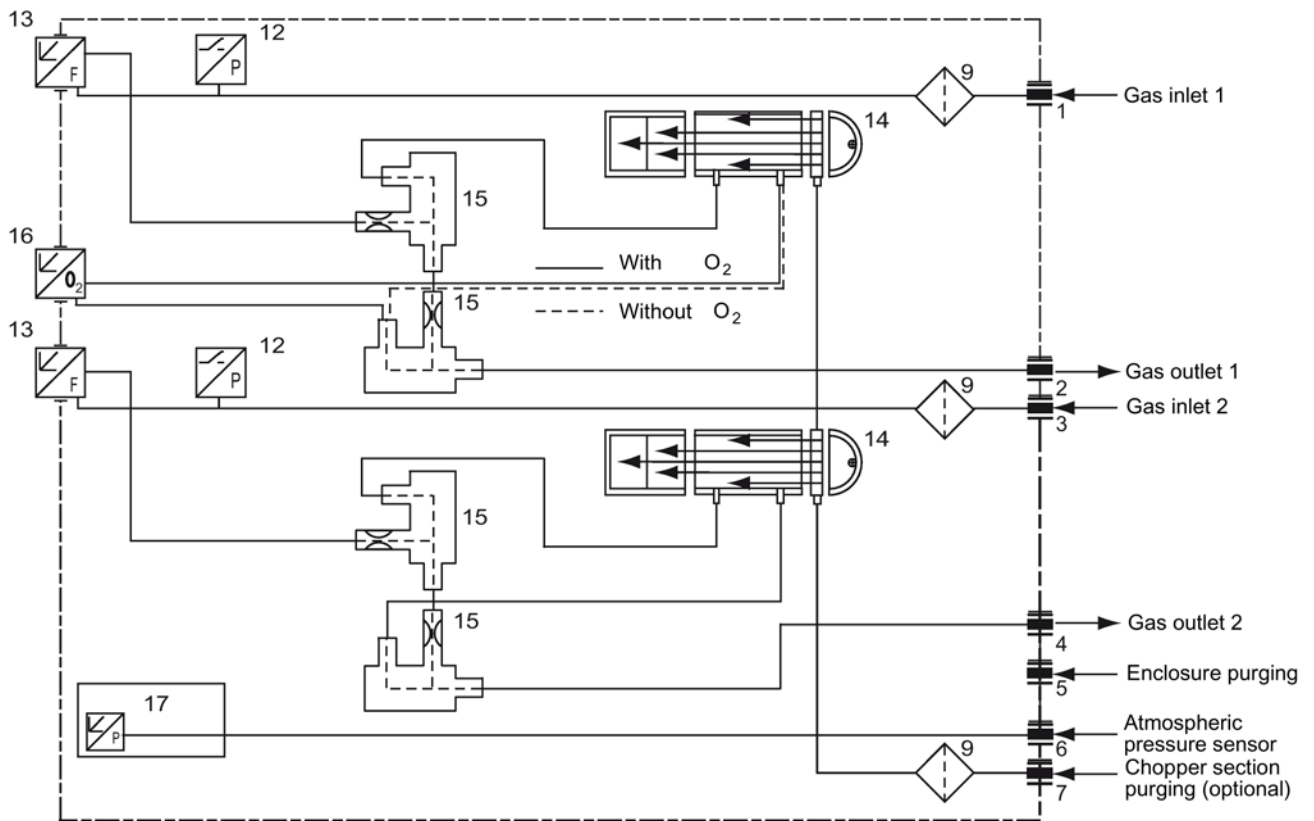 13
12
9
F
P
Gas inlet 1
1
14
15
16
With O2
O2
15
Without O2
13
12
9
F
P
2
Gas outlet 1
Gas inlet 2
3
14
15
15
Gas outlet 2
4
5
Enclosure purging
17
P
Atmospheric
pressure sensor
6
9
Chopper section
purging (optional)
7